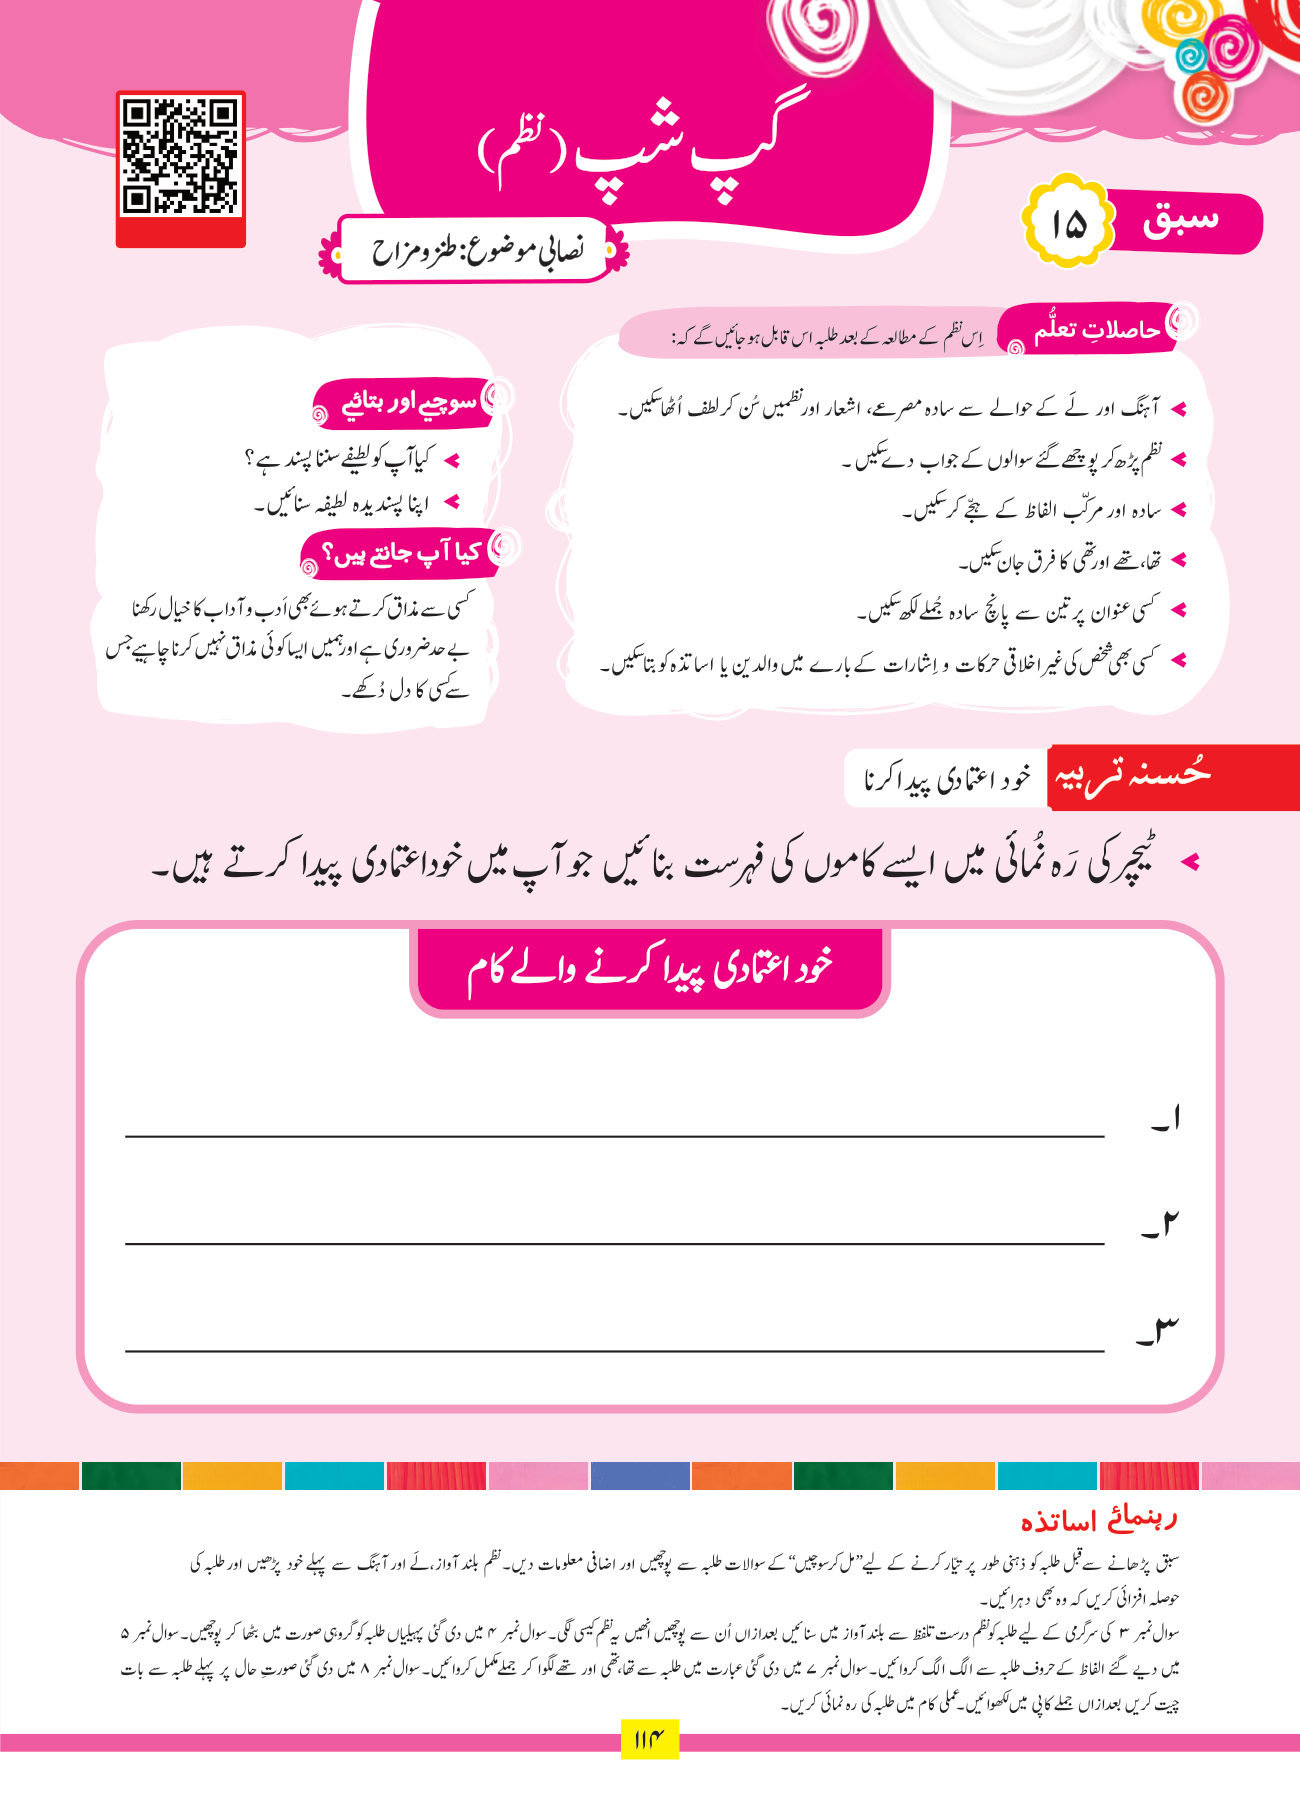 گپ شپ (نظم)
سبق ۱۵
نصابی موضوع: طنز و مزاح
حاصلاتِ تعلُّم
اِس نظم کے مطالعہ کے بعد طلبہ اس قابل ہو جائیں گے کہ:
آہنگ اور لَے کے حوالے سے سادہ مصرعے، اشعار اور نظمیں سُن کر لطف اُٹھا سکیں۔
نظم پڑھ کر پوچھے گئے سوالوں کے جواب دے سکیں۔
سادہ اور مرکّب الفاظ کے ہجّے کر سکیں۔
تھا، تھے اور تھی کا فرق جان سکیں۔
کسی عنوان پر تین سے پانچ سادہ جُملے لکھ سکیں۔
کسی بھی شخص کی غیر اخلاقی حرکات و اِشارات کے بارے میں والدین یا اساتذہ کو بتا سکیں۔
سوچیے اور بتائیے
کیا آپ کو لطیفے سننا پسند ہے؟
اپنا پسندیدہ لطیفہ سنائیں۔
کیا آپ جانتے ہیں؟
کسی سے مذاق کرتے ہوئے بھی اَدب و آداب کا خیال رکھنا
بے حد ضروری ہے اور ہمیں ایسا کوئی مذاق نہیں کرنا چاہیے جس
سے کسی کا دل دُکھے۔
حُسنہ تربیہ
خود اعتمادی پیدا کرنا
ٹیچر کی رَہ نُمائی میں ایسے کاموں کی فہرست بنائیں جو آپ میں خود اعتمادی پیدا کرتے ہیں۔
خود اعتمادی پیدا کرنے والے کام
۱۔
۲۔
۳۔
رہنمائے اساتذہ
سبق پڑھانے سے قبل طلبہ کو ذہنی طور پر تیّار کرنے کے لیے ”مل کر سوچیں“ کے سوالات طلبہ سے پوچھیں اور اضافی معلومات دیں۔ نظم بلند آواز، لَے اور آہنگ سے پہلے خود پڑھیں اور طلبہ کی
حوصلہ افزائی کریں کہ وہ بھی دہرائیں۔
سوال نمبر ۳ کی سرگرمی کے لیے طلبہ کو نظم درست تلفظ سے بلند آواز میں سنائیں بعد ازاں اُن سے پوچھیں اُنھیں یہ نظم کیسی لگی۔ سوال نمبر ۴ میں دی گئی پہیلیاں طلبہ کو گروہی صورت میں بٹھا کر پوچھیں۔ سوال نمبر ۵
میں دیے گئے الفاظ کے حروف طلبہ سے الگ الگ کروائیں۔ سوال نمبر ۷ میں دی گئی عبارت میں طلبہ سے تھا، تھی اور تھے لگوا کر جملے مکمل کروائیں۔ سوال نمبر ۸ میں دی گئی صورتِ حال پر پہلے طلبہ سے بات
چیت کریں بعد ازاں جملے کاپی میں لکھوائیں۔ عملی کام میں طلبہ کی رہ نمائی کریں۔
۱۱۴